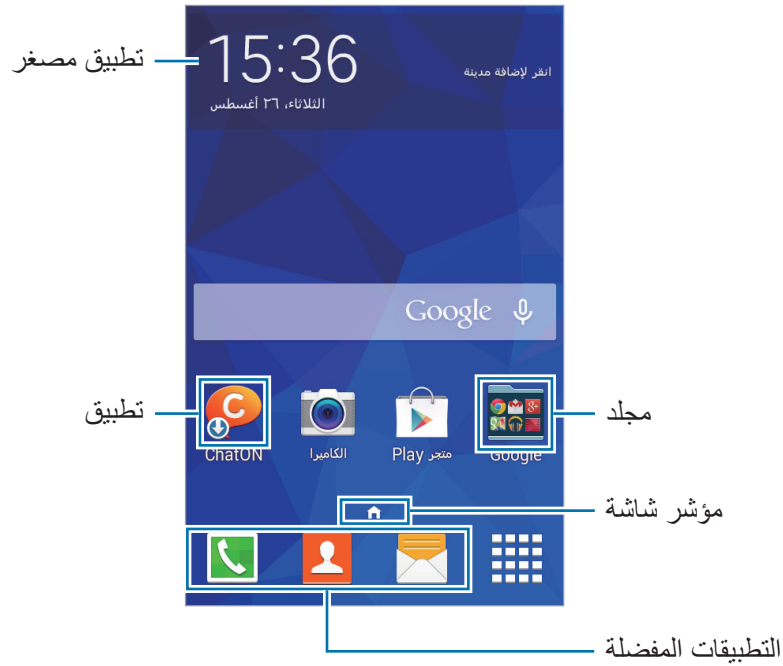 تطبيق مصغر
15:36
انقر لإضافة مدينة
الثلاثاء، ٢٦ أغسطس
Google
تطبيق
مجلد
ChatON
الكاميرا
متجر Play
Google
مؤشر شاشة
التطبيقات المفضلة